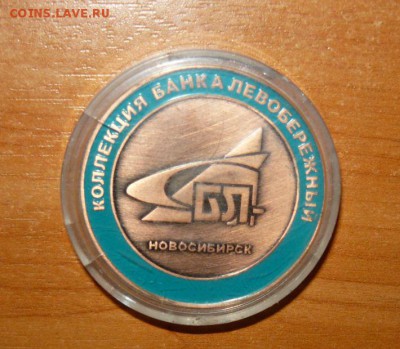 COINS.LAVE.RU
КОЛЛЕКЦИЯ БАНКА ЛЕВОБЕРЕЖНЫЙ
БЛ
НОВОСИБИРСК